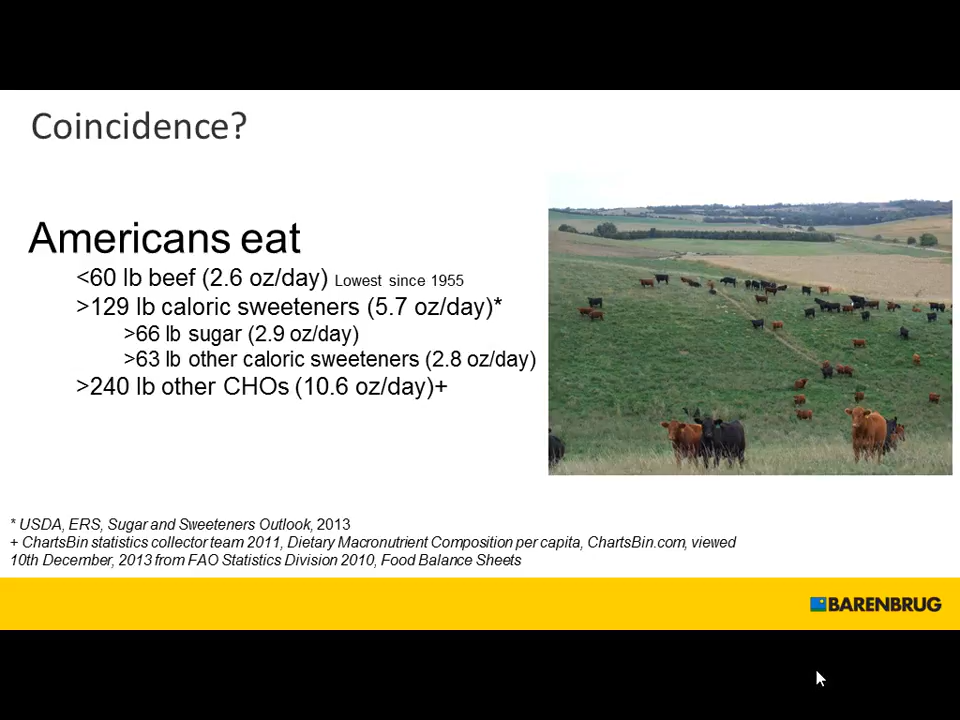 Coincidence?
Americans eat
<60 lb beef (2.6 oz/day) Lowest since 1955
>129 lb caloric sweeteners (5.7 oz/day)*
>66 lb sugar (2.9 oz/day)
>63 lb other caloric sweeteners (2.8 oz/day)
>240 lb other CHOs (10.6 oz/day)+
* USDA, ERS, Sugar and Sweeteners Outlook, 2013
+ ChartsBin statistics collector team 2011, Dietary Macronutrient Composition per capita, ChartsBin.com, viewed
10th December, 2013 from FAO Statistics Division 2010, Food Balance Sheets
BARENBRUG